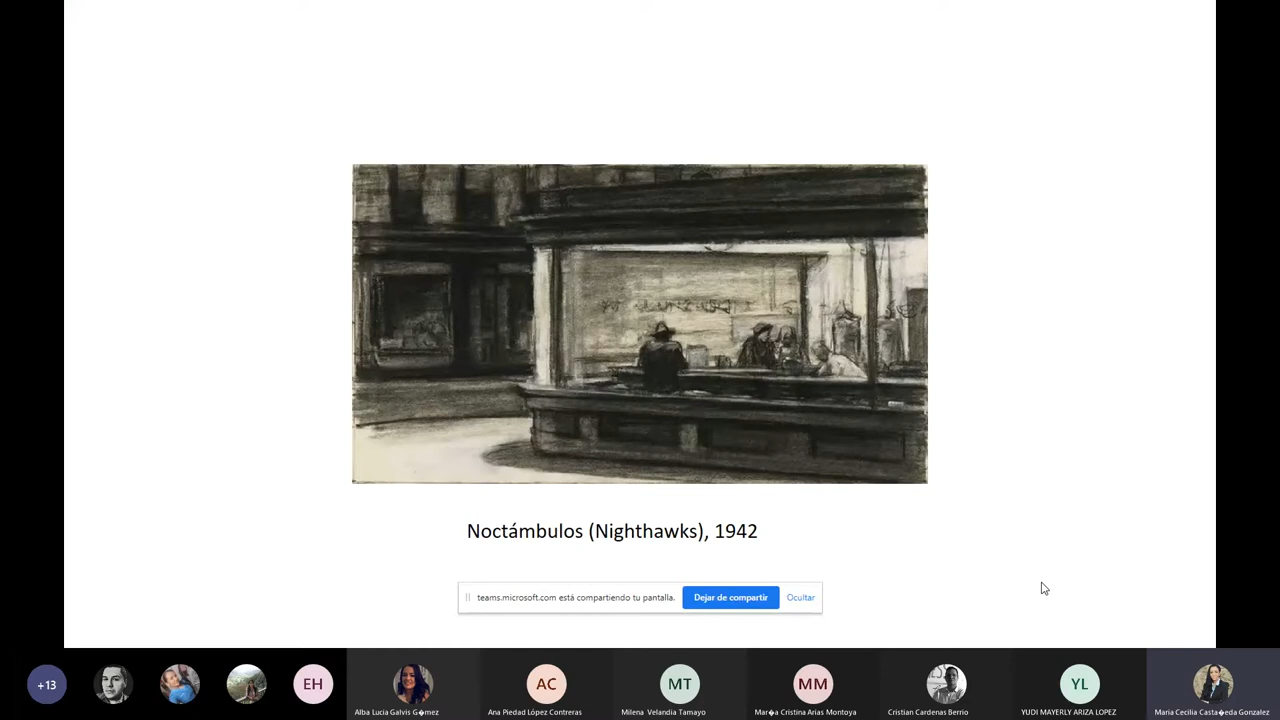 Noctámbulos (Nighthawks), 1942
teams.microsoft.com está compartiendo tu pantalla.
Dejar de compartir
Ocultar
+13
EH
AC
MT
MM
YL
Alba Lucia Galvis G�mez
Ana Piedad López Contreras
Milena Velandia Tamayo
Mar�a Cristina Arias Montoya
Cristian Cardenas Berrio
YUDI MAYERLY ARIZA LOPEZ
Maria Cecilia Casta�eda Gonzalez